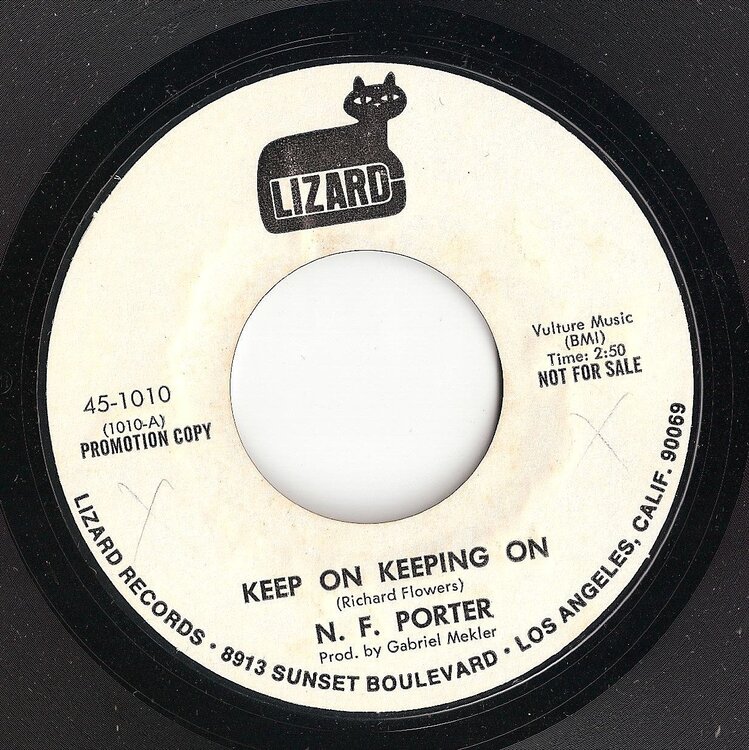 LIZARD
Vulture Music
(BMI)
Time: 2:50
NOT FOR SALE
45-1010
(1010-A)
PROMOTION COPY
KEEP ON KEEPING ON
(Richard Flowers)
N. F. PORTER
Prod. by Gabriel Mekler
LIZARD RECORDS · 8913 SUNSET BOULEVARD · LOS ANGELES, CALIF. 90069